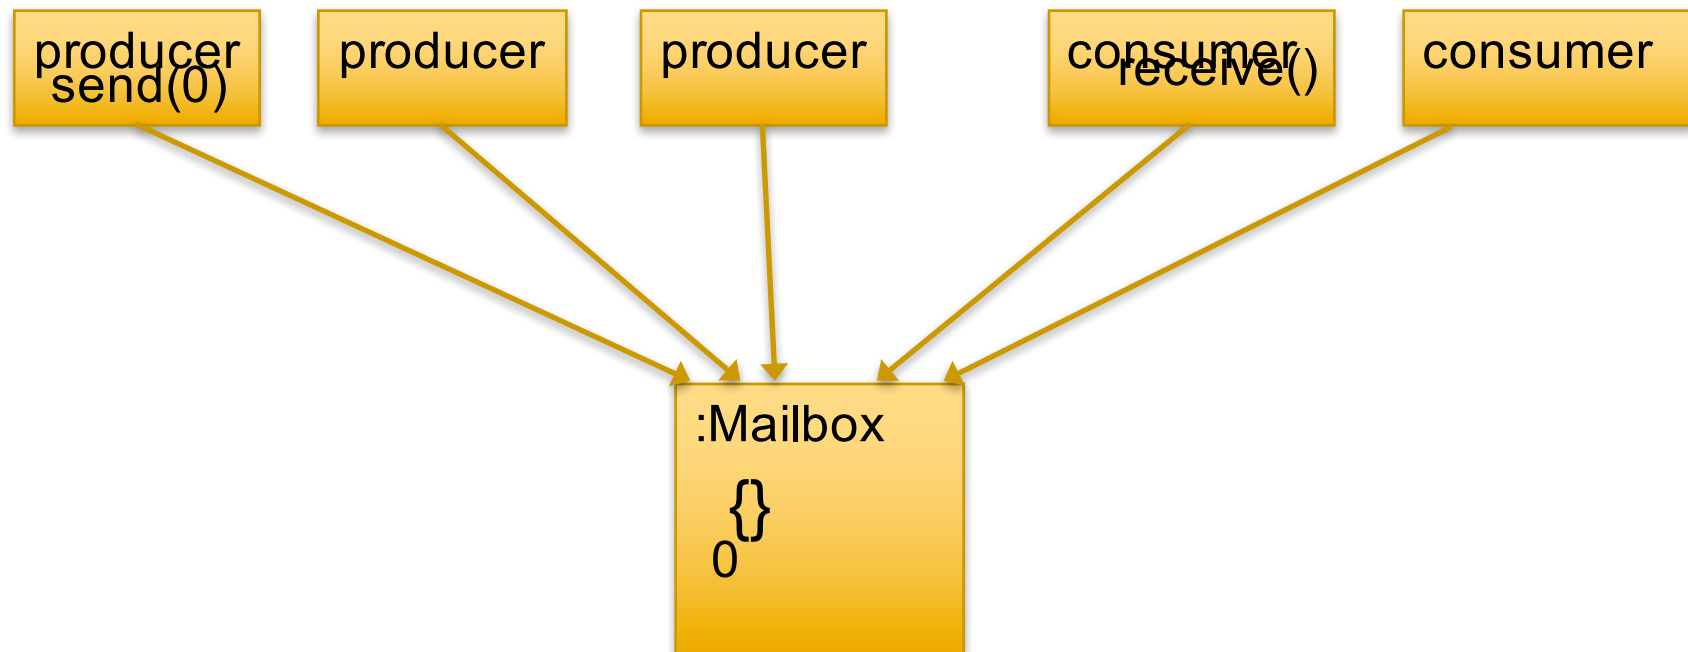 producer
send(0)
producer
producer
consumer
receive()
consumer
:Mailbox
{}
0